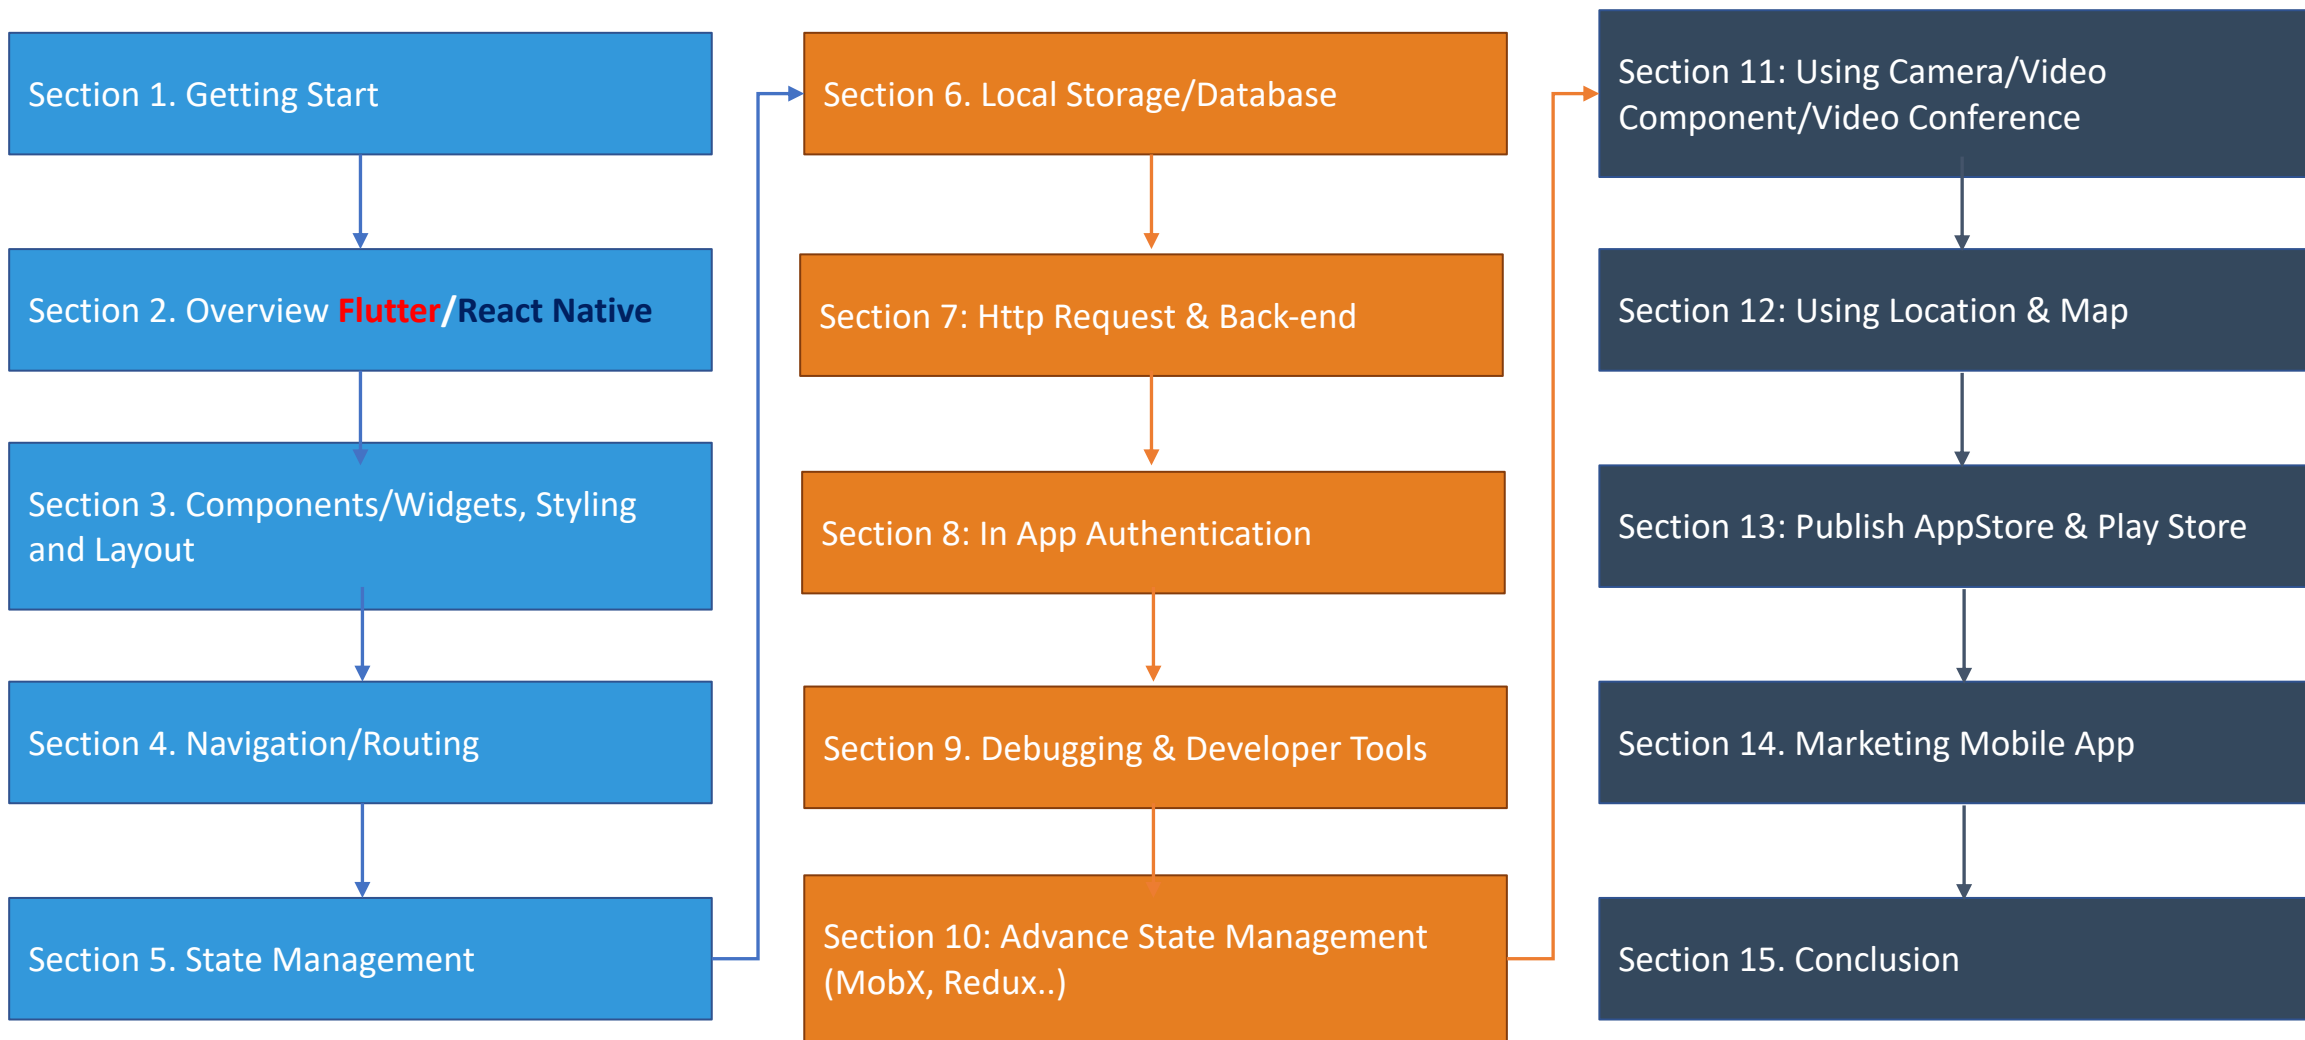 Section 1. Getting Start
Section 2. Overview Flutter/React Native
Section 3. Components/Widgets, Styling
and Layout
Section 4. Navigation/Routing
Section 5. State Management
Section 6. Local Storage/Database
Section 7: Http Request & Back-end
Section 8: In App Authentication
Section 9. Debugging & Developer Tools
Section 10: Advance State Management
(MobX, Redux..)
Section 11: Using Camera/Video
Component/Video Conference
Section 12: Using Location & Map
Section 13: Publish AppStore & Play Store
Section 14. Marketing Mobile App
Section 15. Conclusion